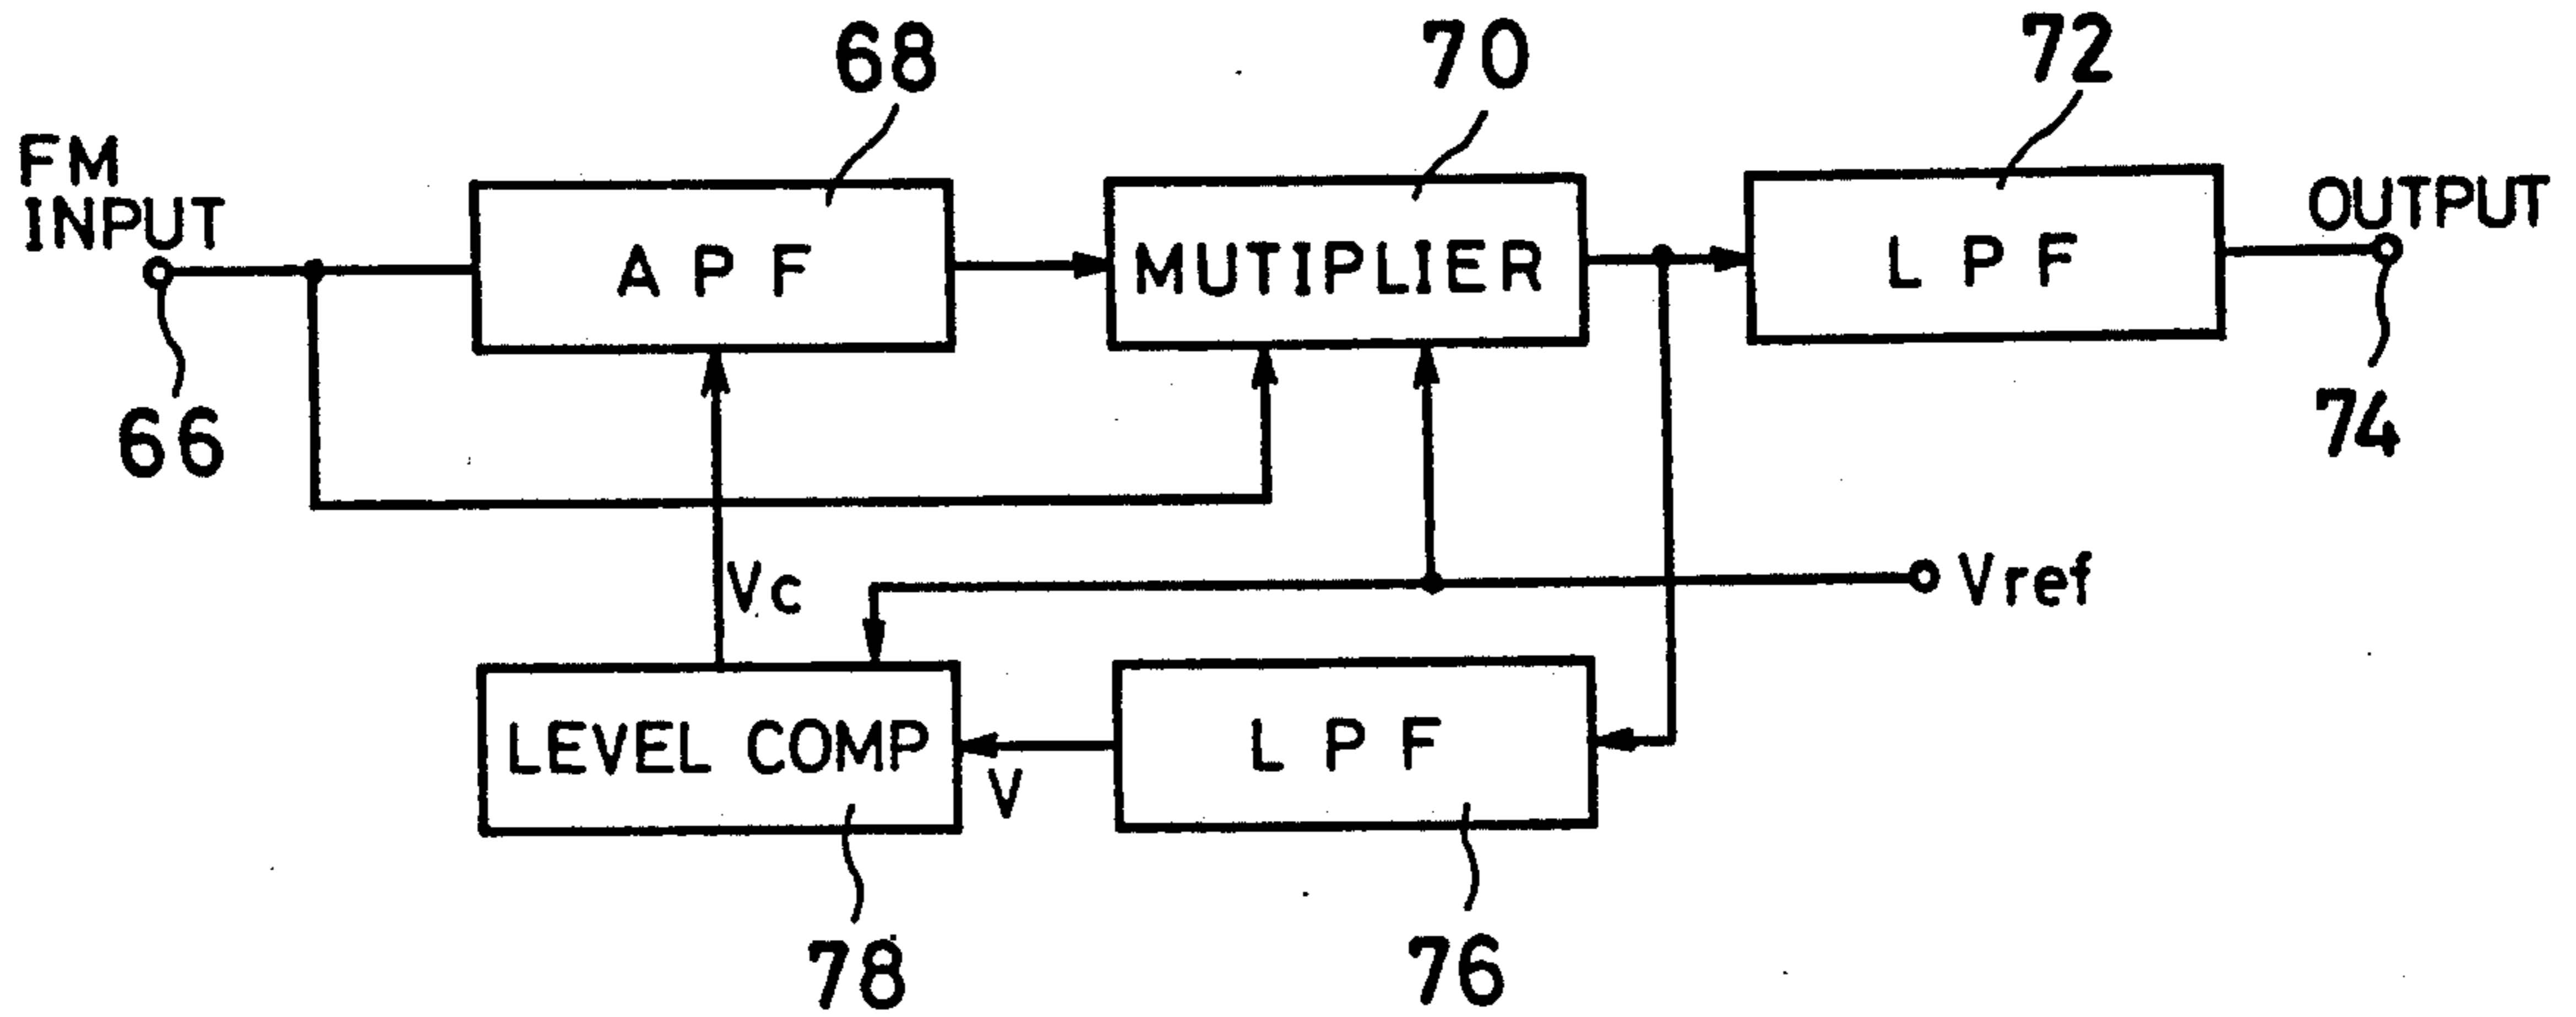 68
70
72
FM
INPUT
A P F
MUTIPLIER
L P F
OUTPUT
66
74
Vc
Vref
LEVEL COMP
V
L P F
78
76